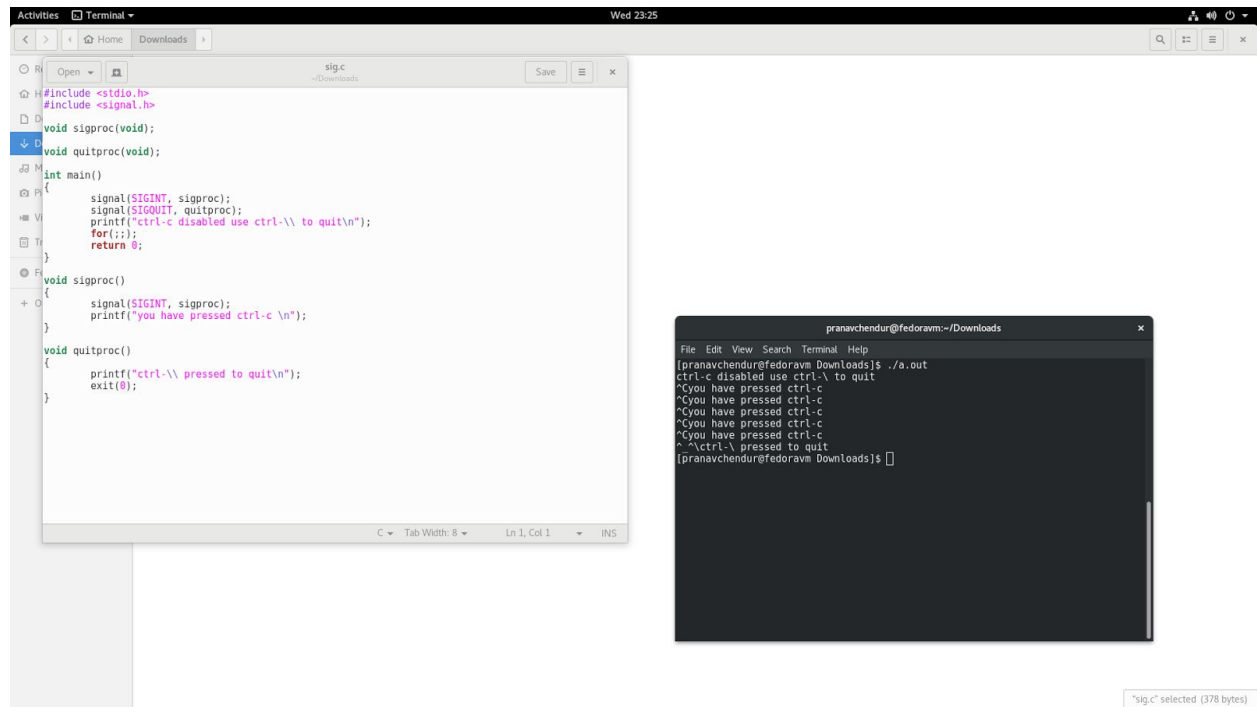 Activities Terminal Wed 23:25
Home Downloads
Open sig.c Save
~/Downloads
#include <stdio.h>
#include <signal.h>
void sigproc(void);
void quitproc(void);
int main()
{
signal(SIGINT, sigproc);
signal(SIGQUIT, quitproc);
printf("ctrl-c disabled use ctrl-\\ to quit\n");
for(;;);
return 0;
}
void sigproc()
{
signal(SIGINT, sigproc);
printf("you have pressed ctrl-c \n");
}
void quitproc()
{
printf("ctrl-\\ pressed to quit\n");
exit(0);
}
C Tab Width: 8 Ln 1, Col 1 INS
pranavchendur@fedoravm:~/Downloads
File Edit View Search Terminal Help
[pranavchendur@fedoravm Downloads]$ ./a.out
ctrl-c disabled use ctrl-\ to quit
^Cyou have pressed ctrl-c
^Cyou have pressed ctrl-c
^Cyou have pressed ctrl-c
^Cyou have pressed ctrl-c
^Cyou have pressed ctrl-c
^_^\ctrl-\ pressed to quit
[pranavchendur@fedoravm Downloads]$
"sig.c" selected (378 bytes)